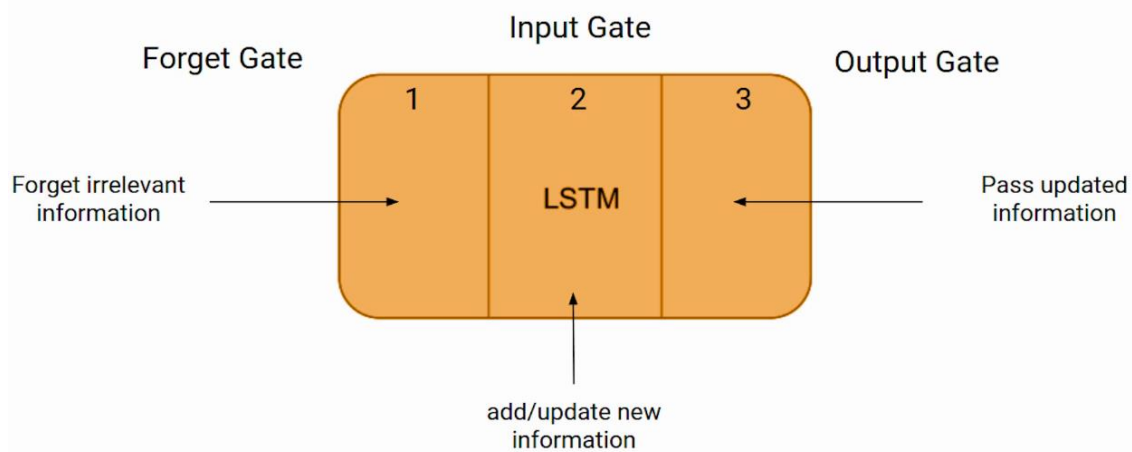 Input Gate
Forget Gate
Output Gate
1
2
3
Forget irrelevant
information
LSTM
Pass updated
information
add/update new
information